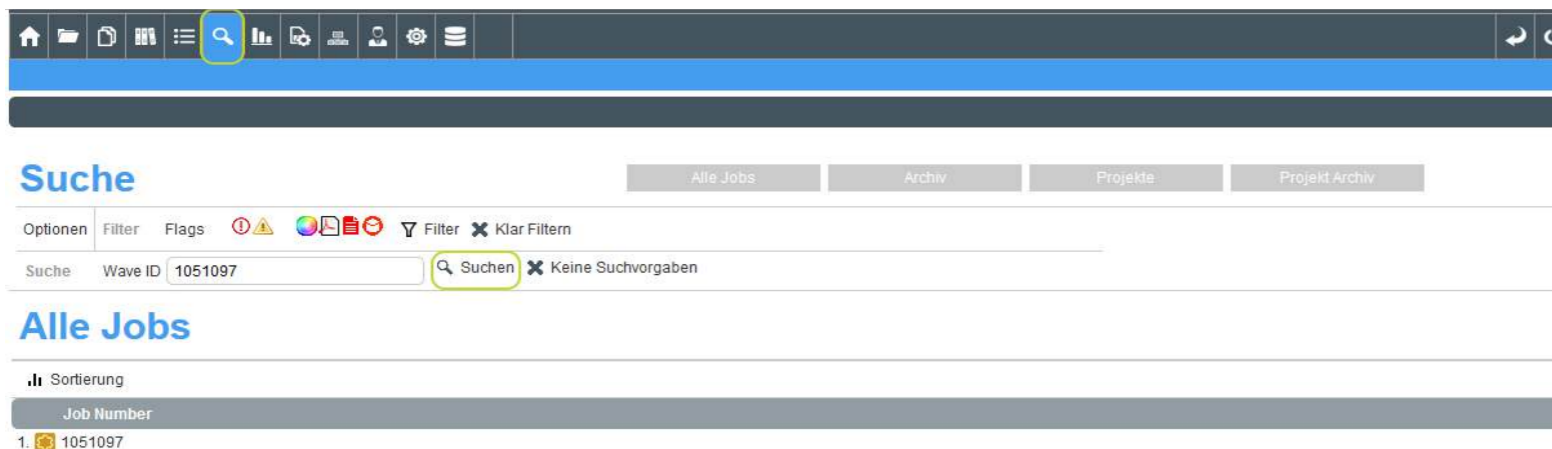 Suche
Alle Jobs Archiv Projekte Projekt Archiv
Optionen Filter Flags Filter Klar Filtern
Suche Wave ID 1051097 Suchen Keine Suchvorgaben
Alle Jobs
Sortierung
Job Number
1. 1051097